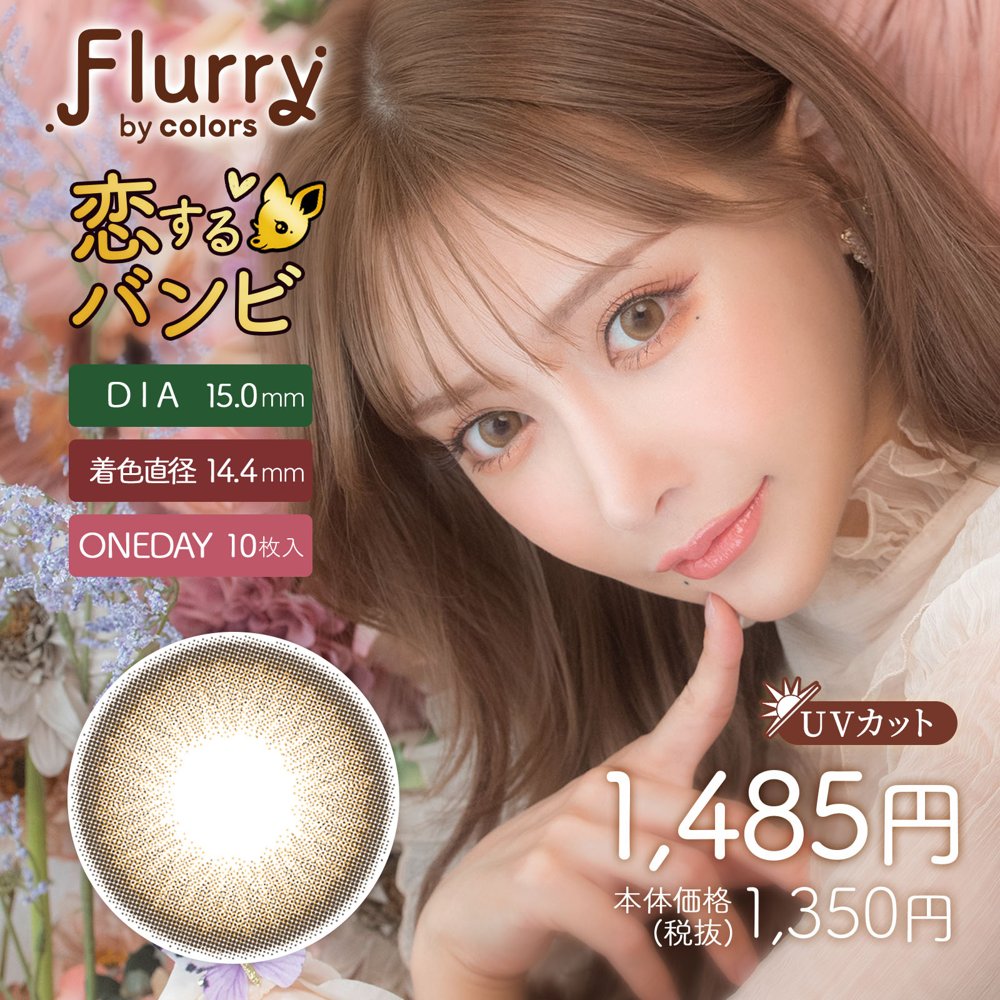 Flurry
by colors
恋する
バンビ
DIA 15.0mm
着色直径 14.4mm
ONEDAY 10枚入
UVカット
1,485円
本体価格
(税抜) 1,350円